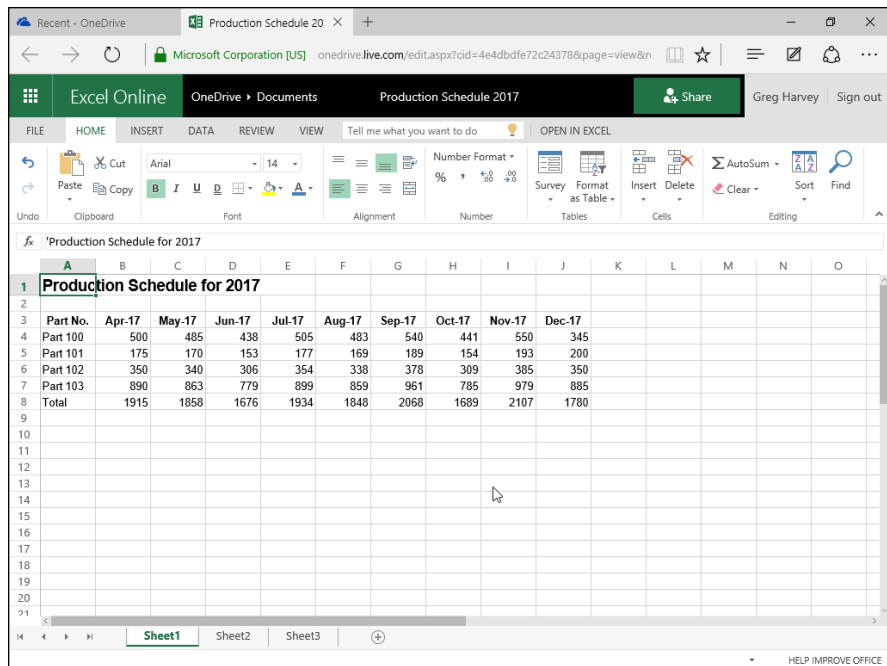 Recent - OneDrive Production Schedule 20
Microsoft Corporation [US] onedrive.live.com/edit.aspx?cid=4e4dbdfe72c24378&page=view&r
Excel Online OneDrive ▸ Documents Production Schedule 2017 Share Greg Harvey Sign out
FILE HOME INSERT DATA REVIEW VIEW Tell me what you want to do OPEN IN EXCEL
Cut Arial 14 Number Format AutoSum
Paste Copy B I U D A % , .00 Survey Format as Table Insert Delete Clear Sort Find
Undo Clipboard Font Alignment Number Tables Cells Editing
fx 'Production Schedule for 2017
A B C D E F G H I J K L M N O
1 Production Schedule for 2017
2
3 Part No. Apr-17 May-17 Jun-17 Jul-17 Aug-17 Sep-17 Oct-17 Nov-17 Dec-17
4 Part 100 500 485 438 505 483 540 441 550 345
5 Part 101 175 170 153 177 169 189 154 193 200
6 Part 102 350 340 306 354 338 378 309 385 350
7 Part 103 890 863 779 899 859 961 785 979 885
8 Total 1915 1858 1676 1934 1848 2068 1689 2107 1780
9
10
11
12
13
14
15
16
17
18
19
20
21
Sheet1 Sheet2 Sheet3
HELP IMPROVE OFFICE